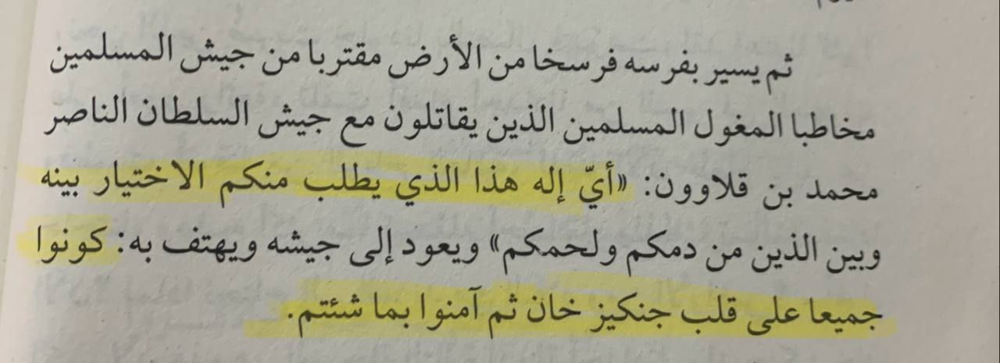 ثم يسير بفرسه فرسخا من الأرض مقتربا من جيش المسلمين
مخاطبا المغول المسلمين الذين يقاتلون مع جيش السلطان الناصر
محمد بن قلاوون: «أيّ إله هذا الذي يطلب منكم الاختيار بينه
وبين الذين من دمكم ولحمكم» ويعود إلى جيشه ويهتف به: كونوا
جميعا على قلب جنكيز خان ثم آمنوا بما شئتم.